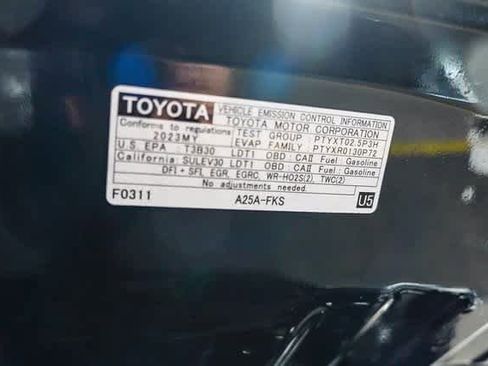 TOYOTA VEHICLE EMISSION CONTROL INFORMATION
TOYOTA MOTOR CORPORATION
Conforms to regulations TEST GROUP : PTYXT02.5P3H
2023MY EVAP FAMILY : PTYXR0130P72
U.S EPA T3B30 LDT1 OBD : CAII Fuel : Gasoline
California SULEV30 LDT1 OBD : CAII Fuel : Gasoline
DFI + SFI, EGR, EGRC, WR-HO2S(2), TWC(2)
No adjustments needed.
F0311 A25A-FKS U5